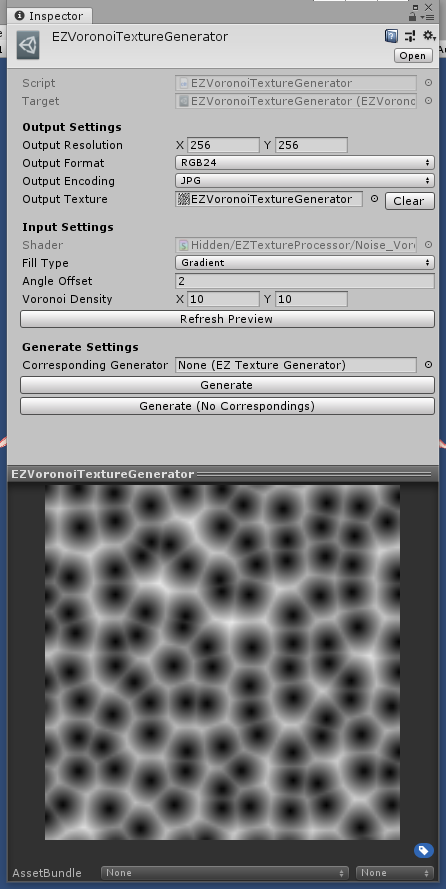 Inspector
EZVoronoiTextureGenerator
Open
Script EZVoronoiTextureGenerator
Target EZVoronoiTextureGenerator
Output Settings
Output Resolution X 256 Y 256
Output Format RGB24
Output Encoding JPG
Output Texture EZVoronoiTextureGenerator Clear
Input Settings
Shader Hidden/EZTextureProcessor/Noise_Voro
Fill Type Gradient
Angle Offset 2
Voronoi Density X 10 Y 10
Refresh Preview
Generate Settings
Corresponding Generator None (EZ Texture Generator)
Generate
Generate (No Correspondings)
EZVoronoiTextureGenerator
AssetBundle None None